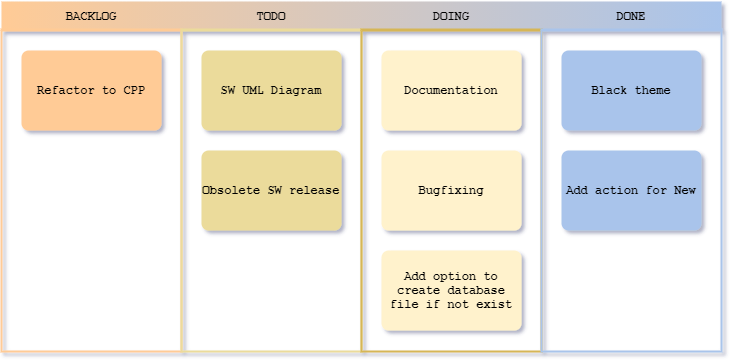 BACKLOG
TODO
DOING
DONE
Refactor to CPP
SW UML Diagram
Documentation
Black theme
Obsolete SW release
Bugfixing
Add action for New
Add option to
create database
file if not exist